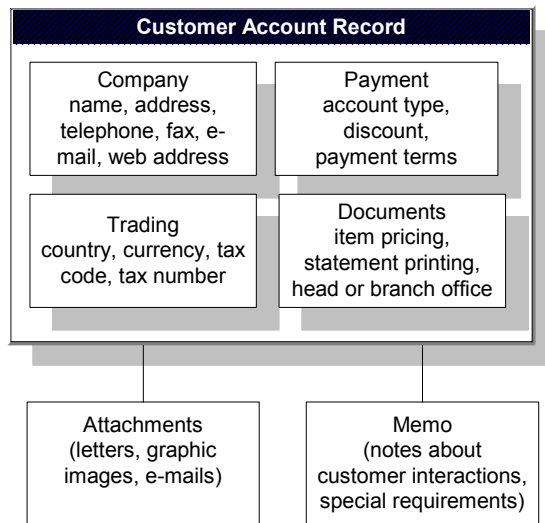 Customer Account Record
Company
name, address,
telephone, fax, e-
mail, web address
Payment
account type,
discount,
payment terms
Trading
country, currency, tax
code, tax number
Documents
item pricing,
statement printing,
head or branch office
Attachments
(letters, graphic
images, e-mails)
Memo
(notes about
customer interactions,
special requirements)